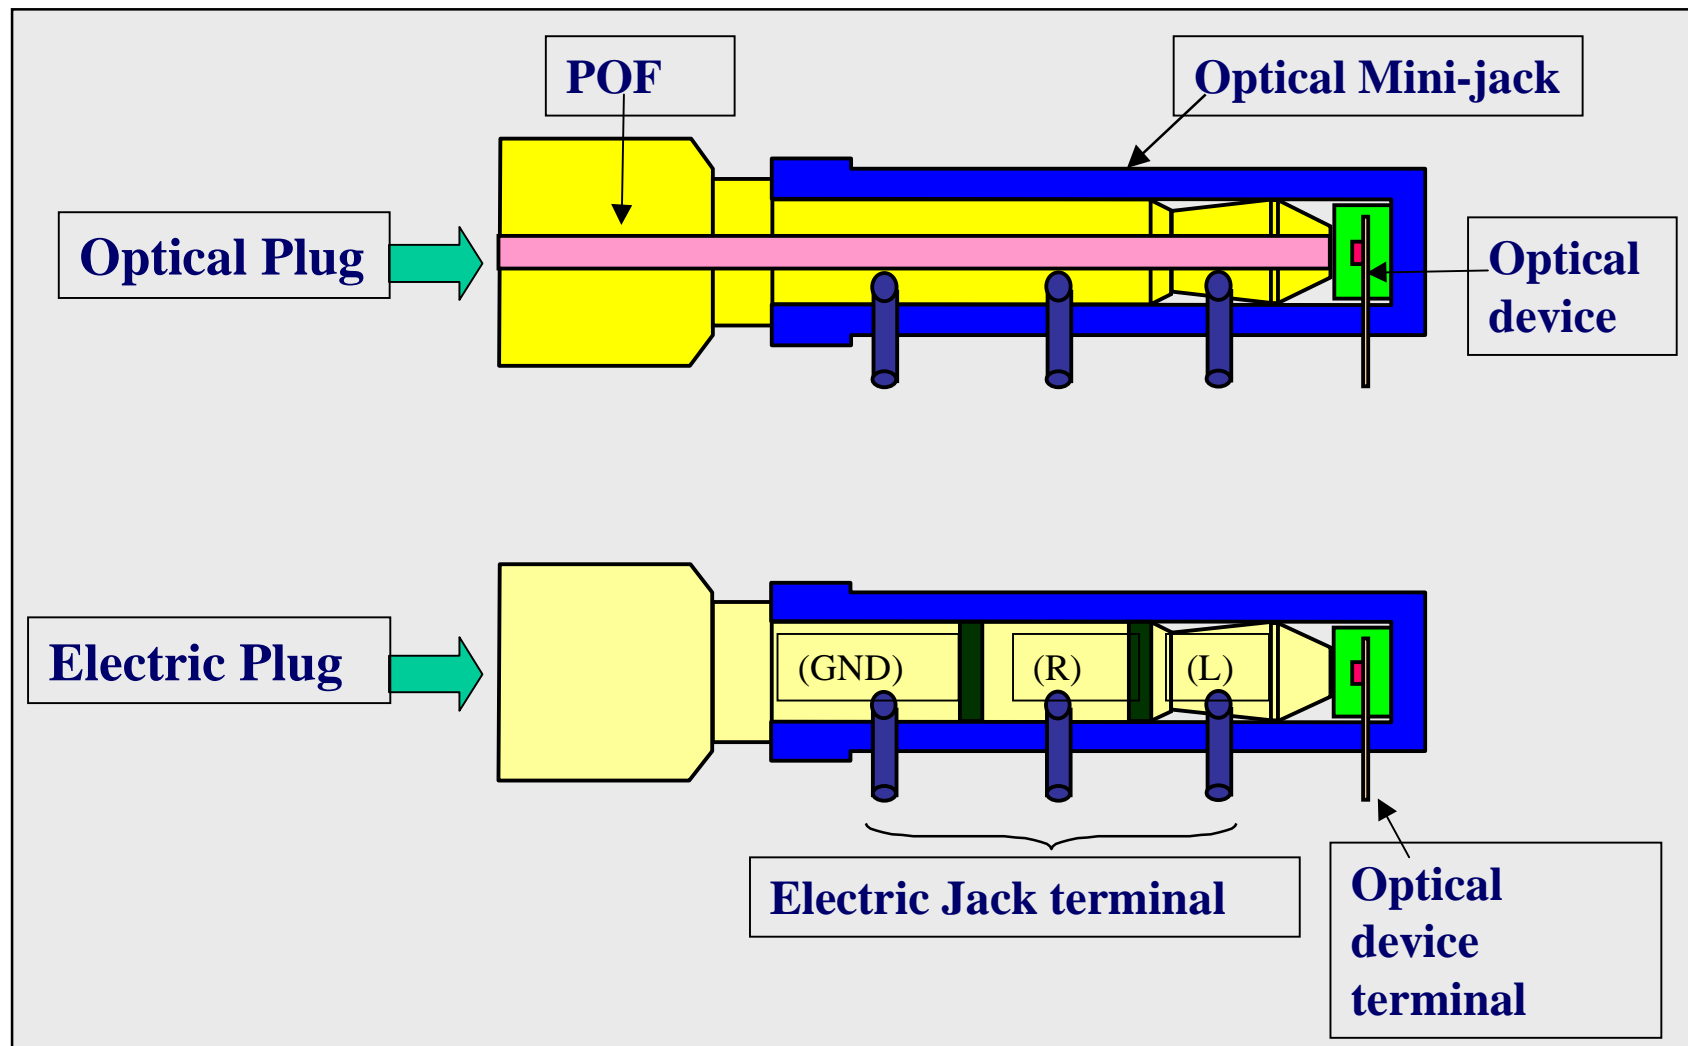 POF
Optical Mini-jack
Optical Plug
Optical
device
Electric Plug
(GND)
(R)
(L)
Electric Jack terminal
Optical
device
terminal